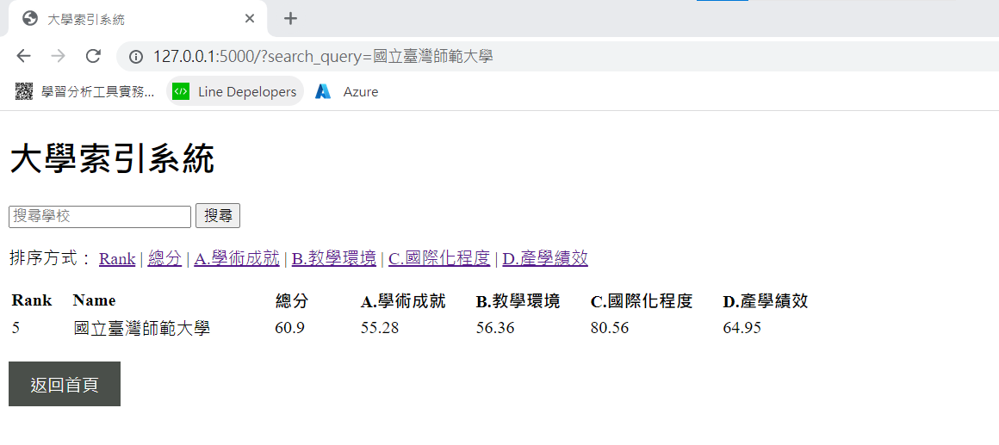 大學索引系統
127.0.0.1:5000/?search_query=國立臺灣師範大學
學習分析工具實務... Line Depelopers Azure
大學索引系統
搜尋學校 搜尋
排序方式： Rank | 總分 | A.學術成就 | B.教學環境 | C.國際化程度 | D.產學績效
Rank Name 總分 A.學術成就 B.教學環境 C.國際化程度 D.產學績效
5 國立臺灣師範大學 60.9 55.28 56.36 80.56 64.95
返回首頁